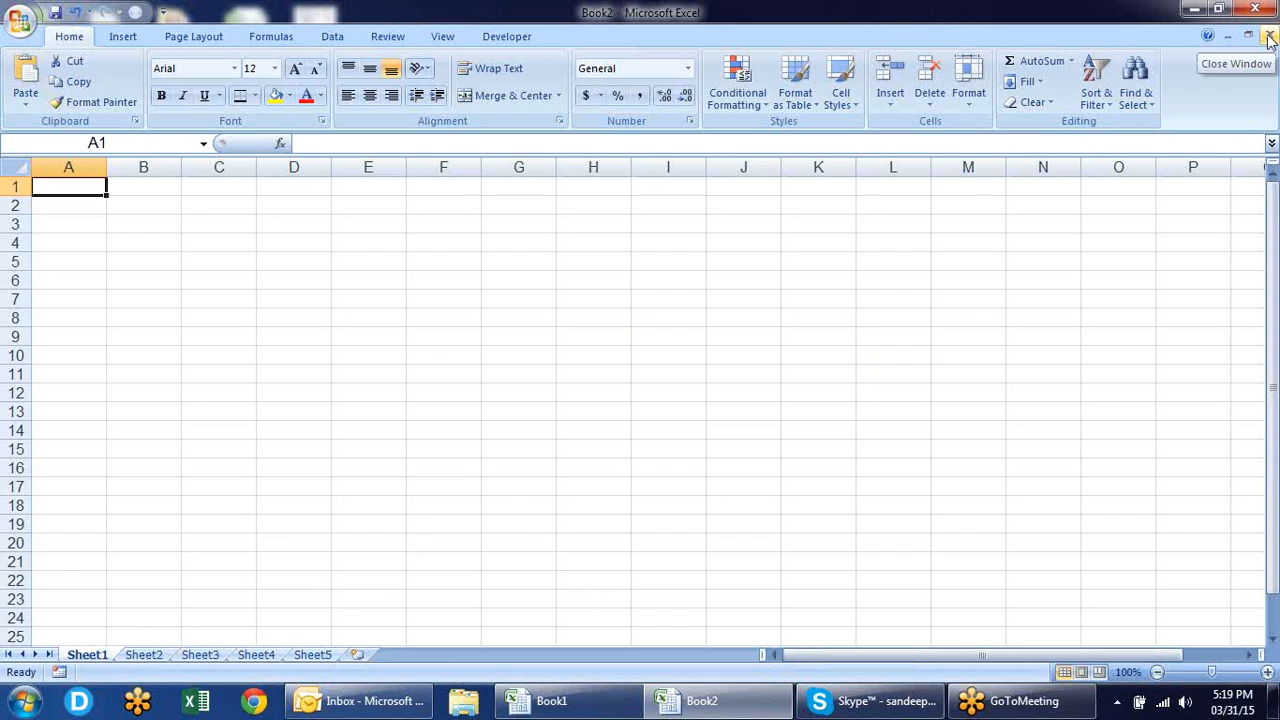 Book2 - Microsoft Excel
Home Insert Page Layout Formulas Data Review View Developer
Close Window
Paste
Cut
Copy
Format Painter
Clipboard
Arial 12
B I U
Font
Wrap Text
Merge & Center
Alignment
General
$ % ,
Number
Conditional Formatting
Format as Table
Cell Styles
Styles
Insert Delete Format
Cells
AutoSum
Fill
Clear
Sort & Filter
Find & Select
Editing
A1 fx
A B C D E F G H I J K L M N O P
1
2
3
4
5
6
7
8
9
10
11
12
13
14
15
16
17
18
19
20
21
22
23
24
25
Sheet1 Sheet2 Sheet3 Sheet4 Sheet5
Ready 100%
Inbox - Microsoft ... Book1 Book2 Skype™ - sandeep... GoToMeeting 5:19 PM
03/31/15